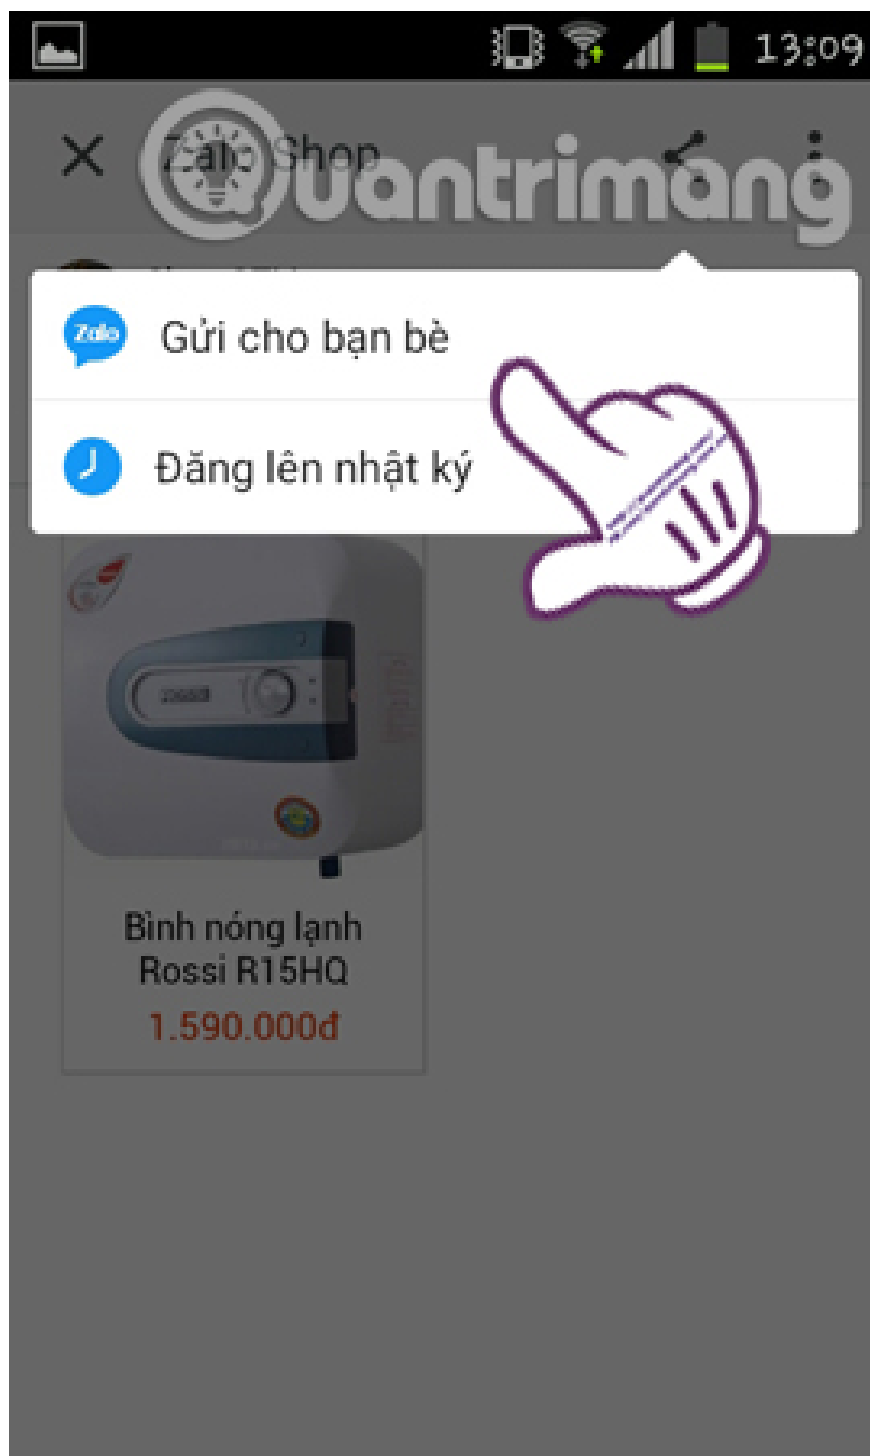 13:09
Zalo Shop
Quantrimang
Zalo
Gửi cho bạn bè
Đăng lên nhật ký
Bình nóng lạnh
Rossi R15HQ
1.590.000đ